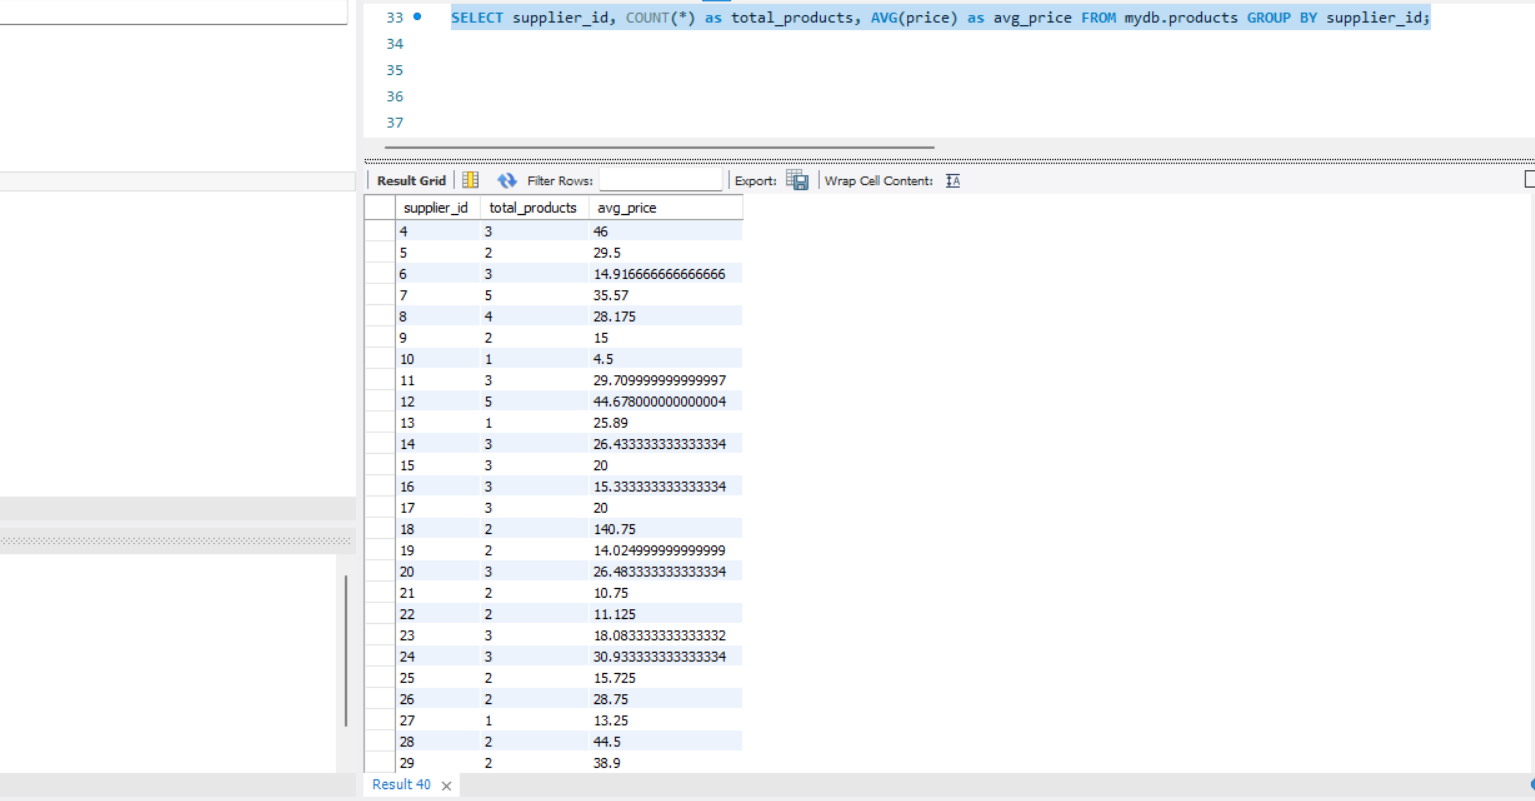 33 SELECT supplier_id, COUNT(*) as total_products, AVG(price) as avg_price FROM mydb.products GROUP BY supplier_id;
34
35
36
37
Result Grid Filter Rows: Export: Wrap Cell Content:
supplier_id total_products avg_price
4 3 46
5 2 29.5
6 3 14.916666666666666
7 5 35.57
8 4 28.175
9 2 15
10 1 4.5
11 3 29.709999999999997
12 5 44.678000000000004
13 1 25.89
14 3 26.433333333333334
15 3 20
16 3 15.333333333333334
17 3 20
18 2 140.75
19 2 14.024999999999999
20 3 26.483333333333334
21 2 10.75
22 2 11.125
23 3 18.083333333333332
24 3 30.933333333333334
25 2 15.725
26 2 28.75
27 1 13.25
28 2 44.5
29 2 38.9
Result 40